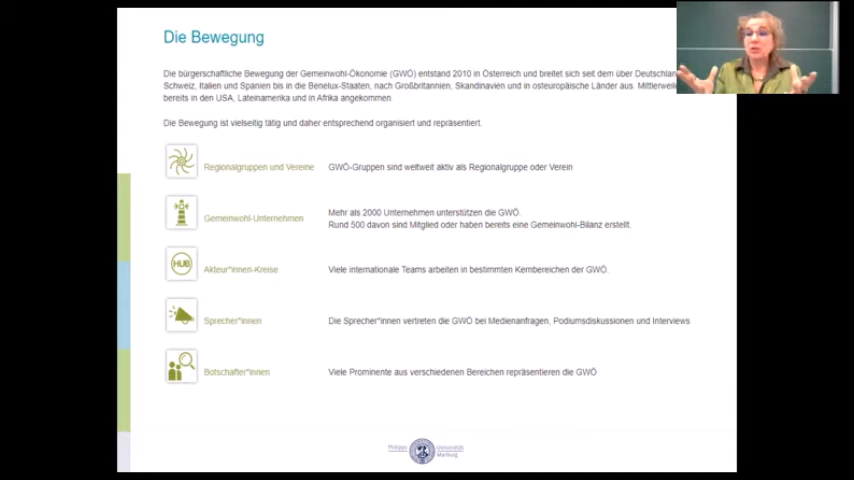 Die Bewegung
Die bürgerschaftliche Bewegung der Gemeinwohl-Ökonomie (GWÖ) entstand 2010 in Österreich und breitet sich seit dem über Deutschland
Schweiz, Italien und Spanien bis in die Benelux-Staaten, nach Großbritannien, Skandinavien und in osteuropäische Länder aus. Mittlerweile
bereits in den USA, Lateinamerika und in Afrika angekommen.
Die Bewegung ist vielseitig tätig und daher entsprechend organisiert und repräsentiert.
Regionalgruppen und Vereine GWÖ-Gruppen sind weltweit aktiv als Regionalgruppe oder Verein
Gemeinwohl-Unternehmen
Mehr als 2000 Unternehmen unterstützen die GWÖ.
Rund 500 davon sind Mitglied oder haben bereits eine Gemeinwohl-Bilanz erstellt.
HUB
Akteur*innen-Kreise Viele internationale Teams arbeiten in bestimmten Kernbereichen der GWÖ.
Sprecher*innen Die Sprecher*innen vertreten die GWÖ bei Medienanfragen, Podiumsdiskussionen und Interviews
Botschafter*innen Viele Prominente aus verschiedenen Bereichen repräsentieren die GWÖ
Philipps Universität
Marburg